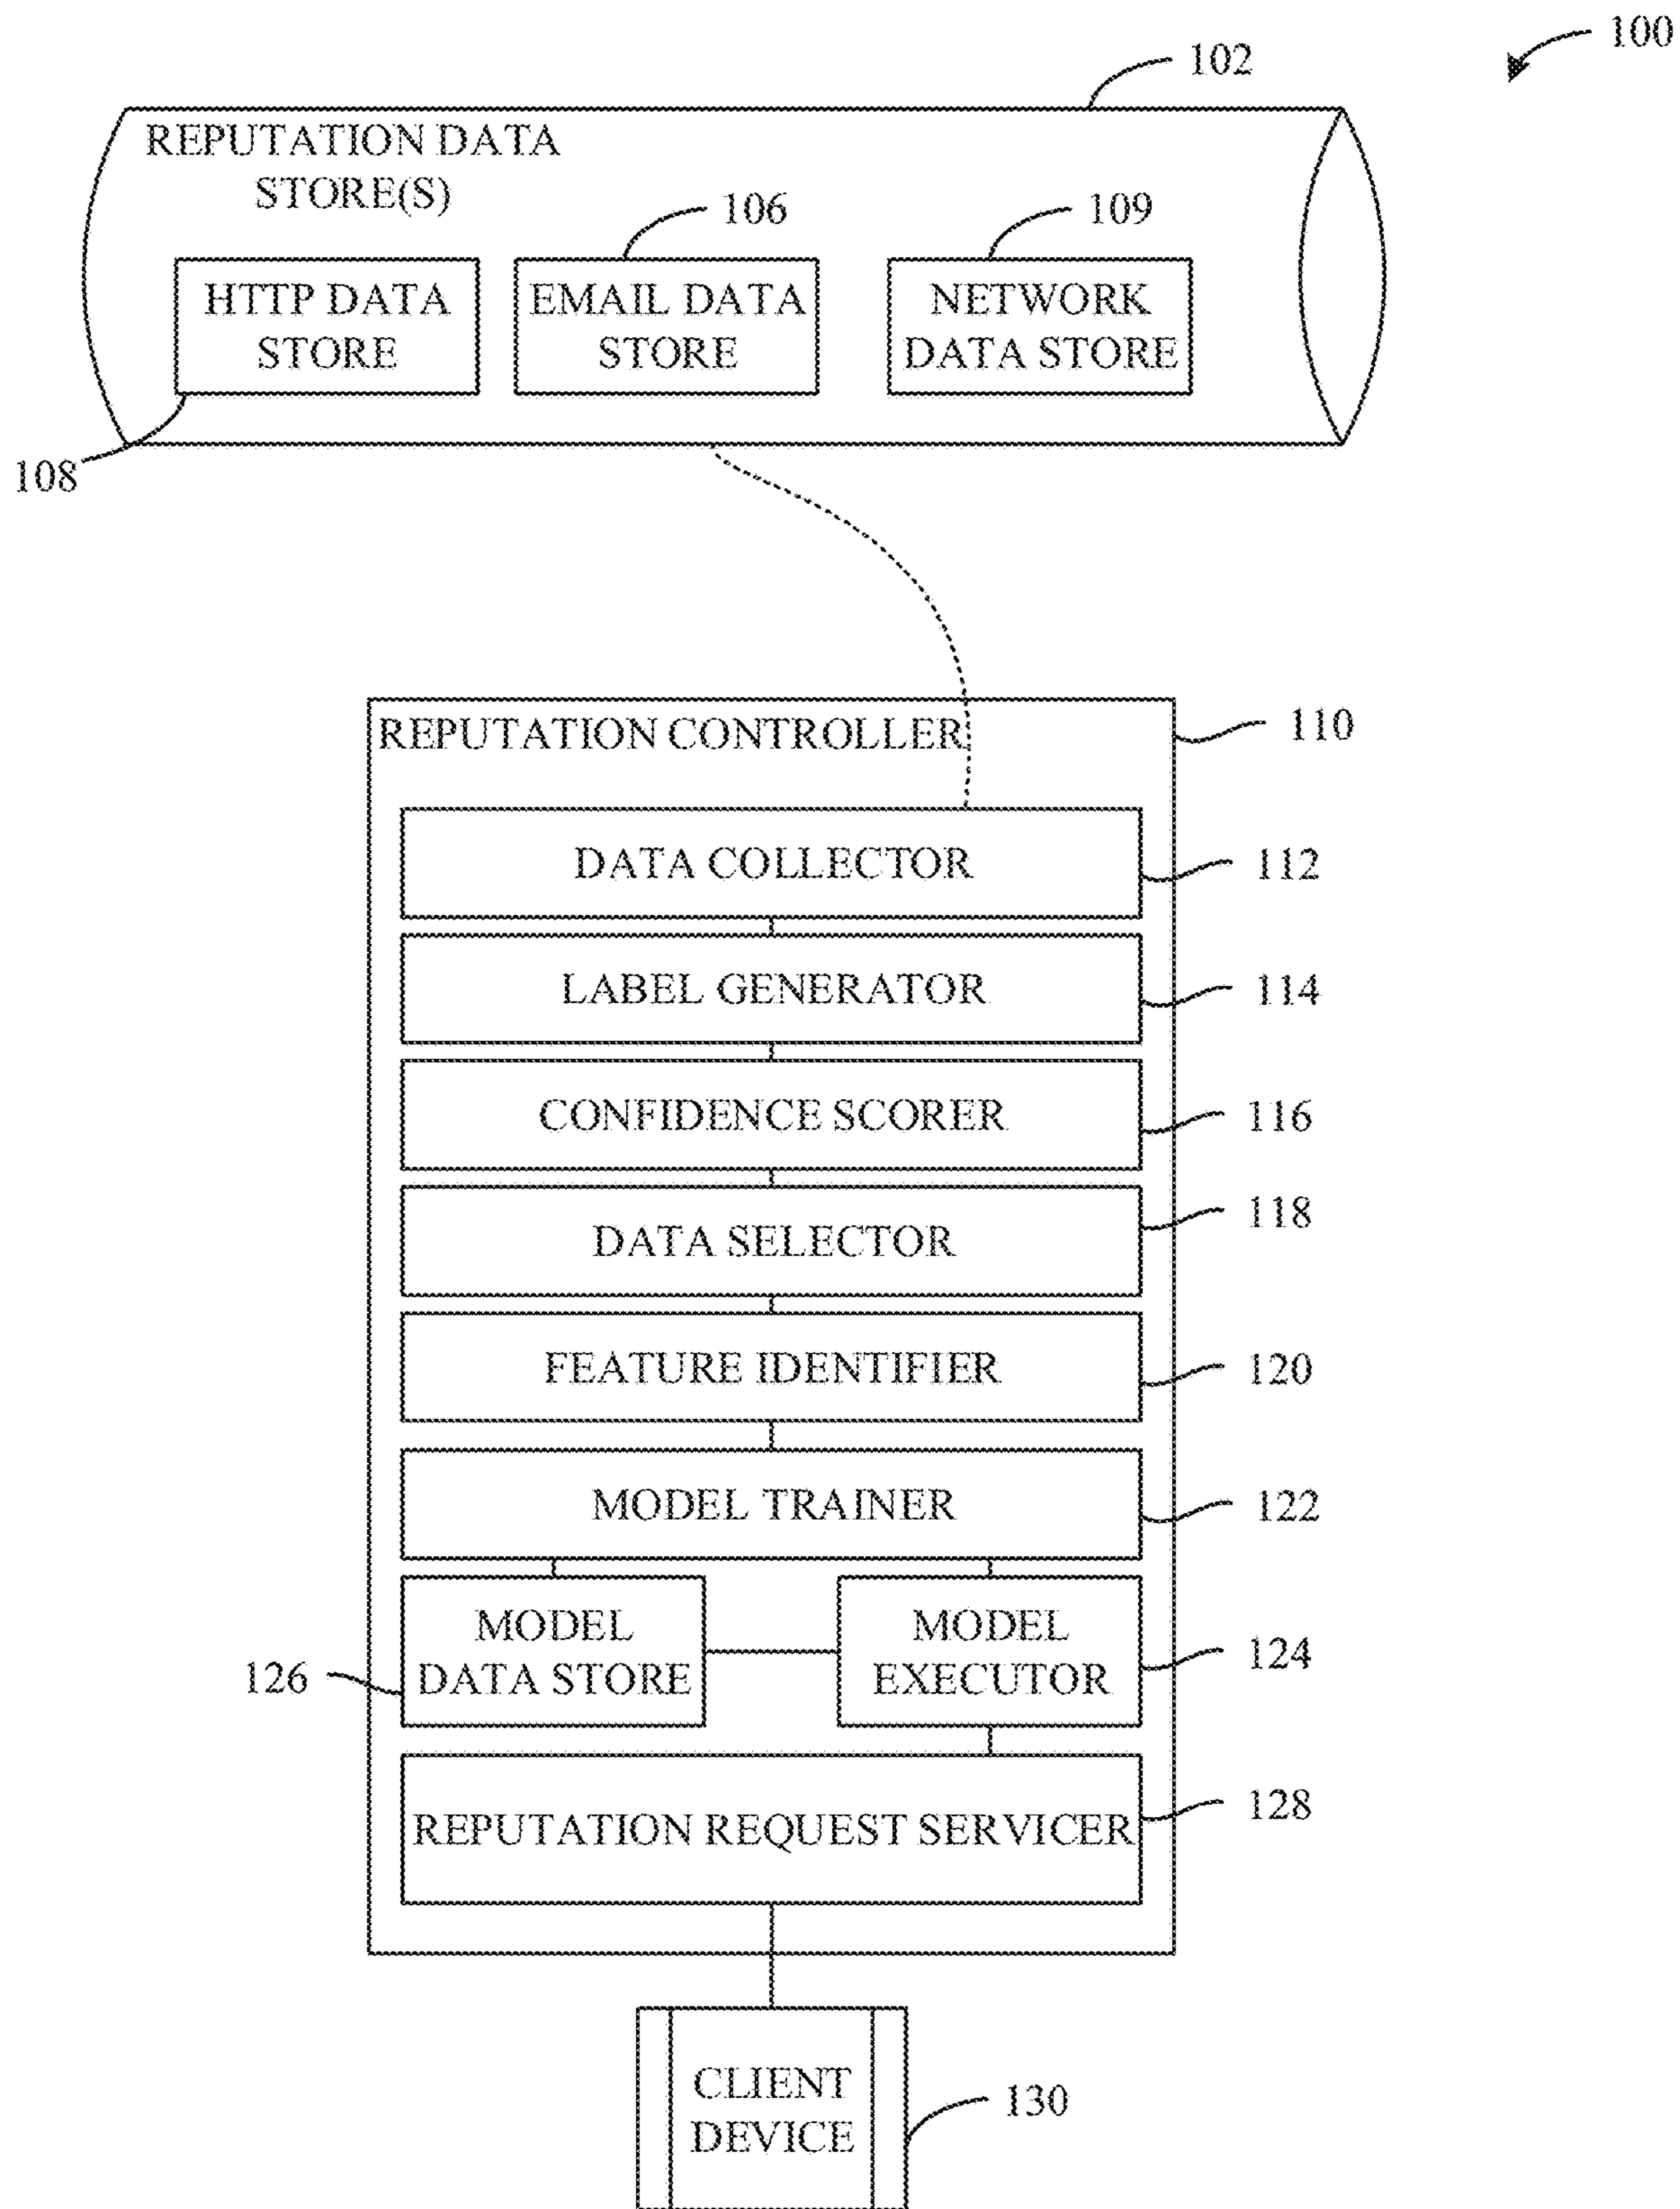 100
102
REPUTATION DATA
STORE(S)
106
109
HTTP DATA
STORE
EMAIL DATA
STORE
NETWORK
DATA STORE
108
REPUTATION CONTROLLER
110
DATA COLLECTOR
112
LABEL GENERATOR
114
CONFIDENCE SCORER
116
DATA SELECTOR
118
FEATURE IDENTIFIER
120
MODEL TRAINER
122
MODEL
DATA STORE
126
MODEL
EXECUTOR
124
REPUTATION REQUEST SERVICER
128
CLIENT
DEVICE
130